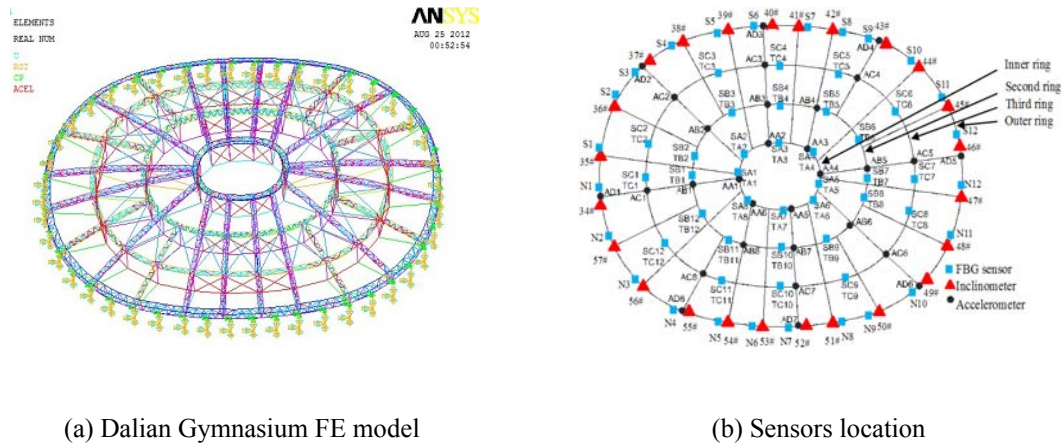 1
ELEMENTS
REAL NUM
U
ROT
CP
ACEL
ANSYS
AUG 25 2012
00:52:54
39# S6 40# 41# S7 42# S8
S5 AD3 S9 43#
38# AD4
S4 SC3 TC3 AC3 SC4 TC4 SC5 TC5 S10
37# 44#
S3 AD2 AC4 S11
S2 AC2 SB3 TB3 AB3 SB4 TB4 AB4 SB5 TB5 SC6 TC6 45#
36# S12
SC2 TC2 AB2 SA2 TA2 AA2 SA3 TA3 AA3 SB6 46#
S1 SB2 TB2 SA4 TA4
35# AA4 AB5 AC5 AD5
SC1 TC1 SB1 TB1 SA1 TA1 SA5 TA5 SB7 TB7 SC7 TC7
N1 AD1 AC1 AB1 AA1 N12
34# SA8 TA8 AA6 SA7 TA7 AA5 SA6 TA6 SB8 TB8 47#
N2 SB12 TB12 AB6 SC8 TC8 N11
57# SC12 TC12 SB11 TB11 AB8 SB10 TB10 AB7 SB9 TB9 AC6 48#
N3 AC8 SC11 TC11 SC10 TC10 AC7 SC9 TC9 AD6 49#
56# N10
AD8 AD7
N4 55# N5 54# N6 53# N7 52# 51# N8 N9 50#
Inner ring
Second ring
Third ring
Outer ring
FBG sensor
Inclinometer
Accelerometer
(a) Dalian Gymnasium FE model
(b) Sensors location